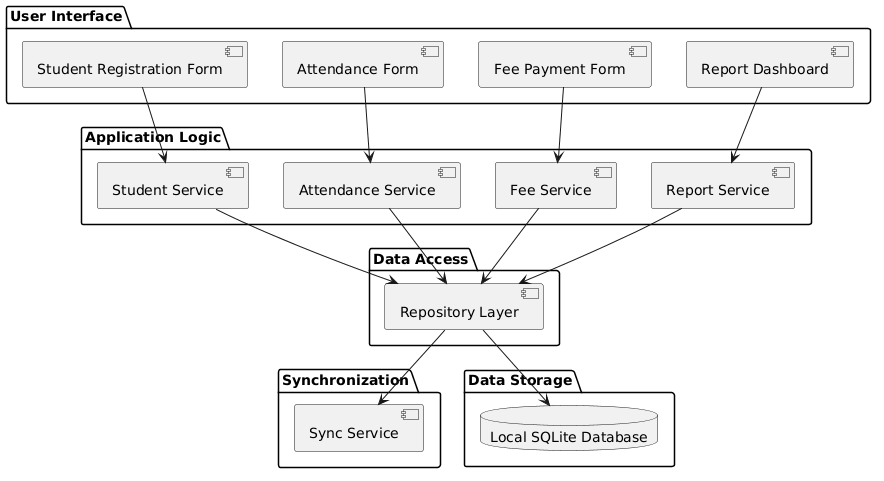 User Interface
Student Registration Form
Attendance Form
Fee Payment Form
Report Dashboard
Application Logic
Student Service
Attendance Service
Fee Service
Report Service
Data Access
Repository Layer
Synchronization
Data Storage
Sync Service
Local SQLite Database